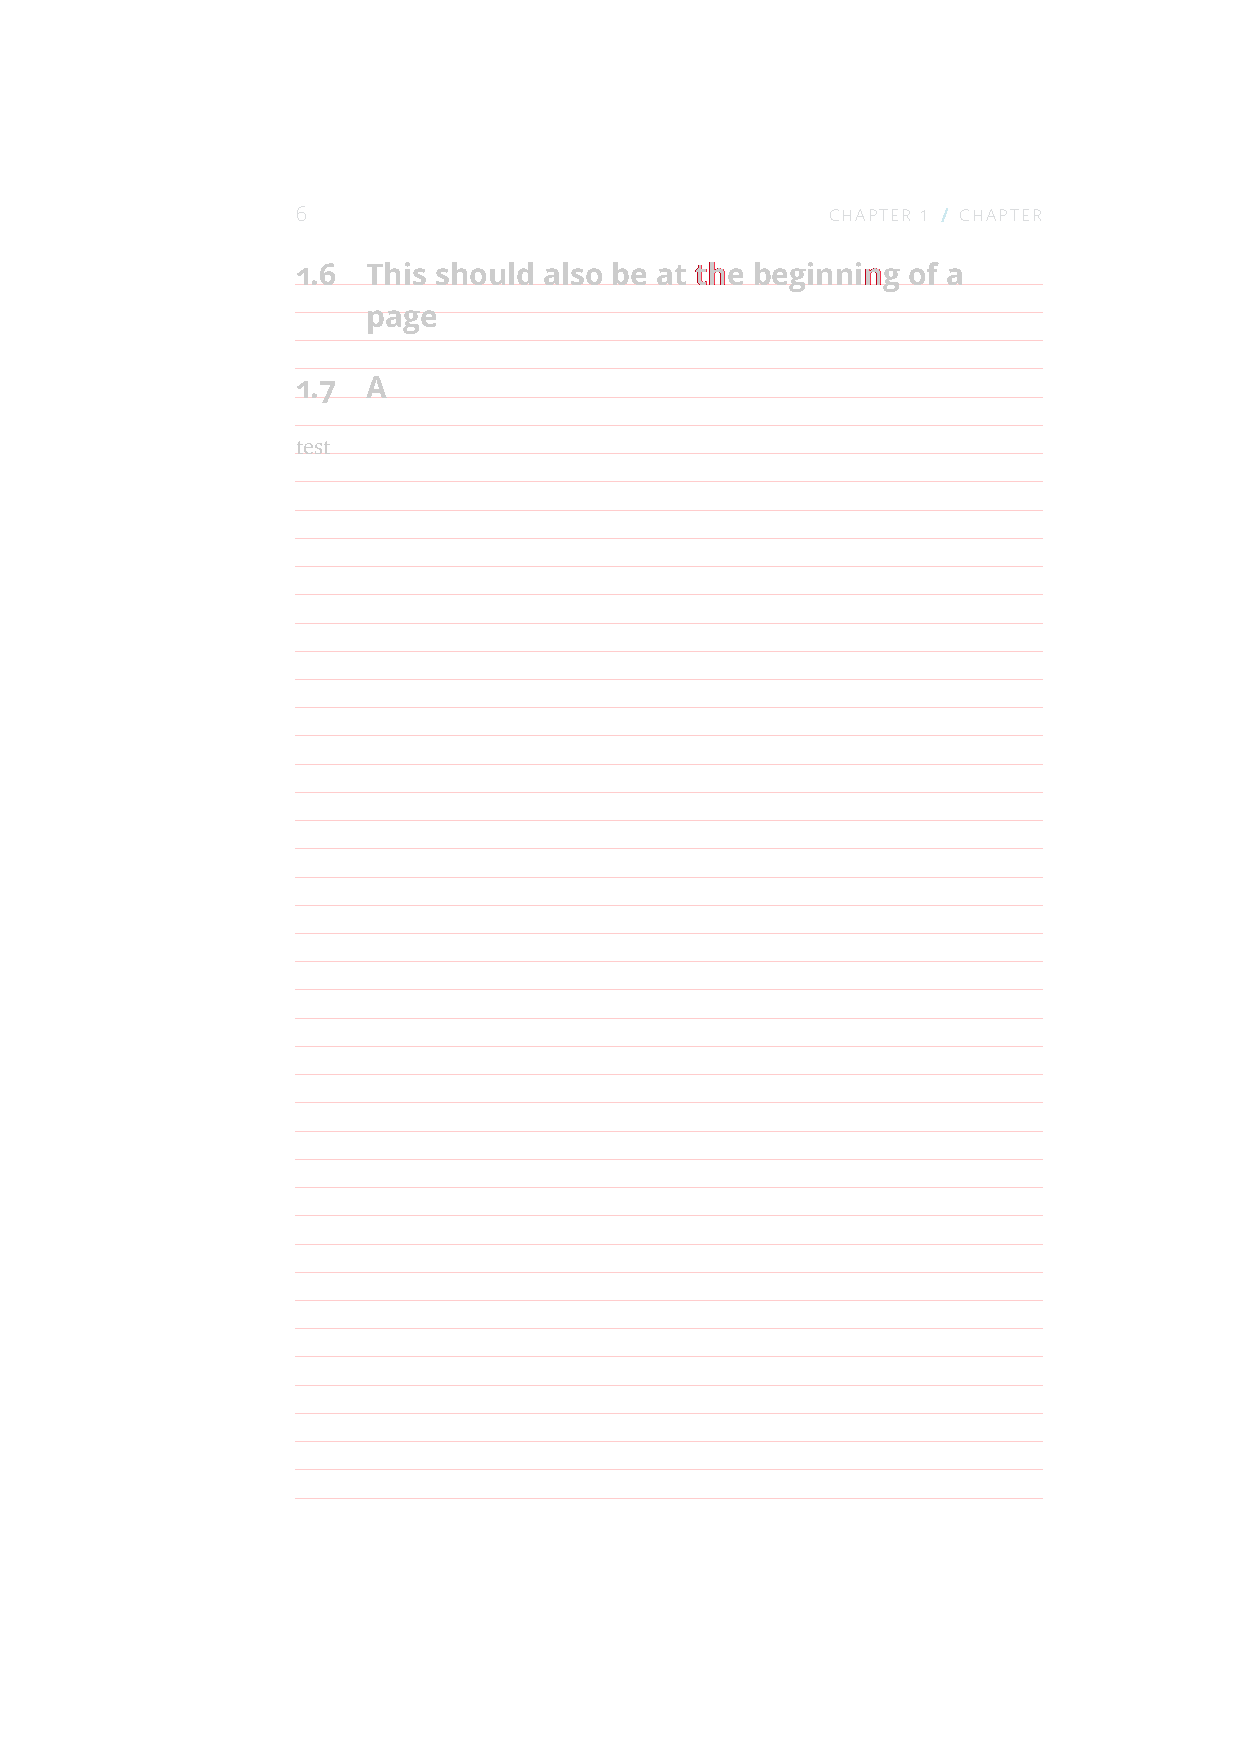 6 CHAPTER 1 / CHAPTER
1.6 This should also be at the beginning of a
page
1.7 A
test